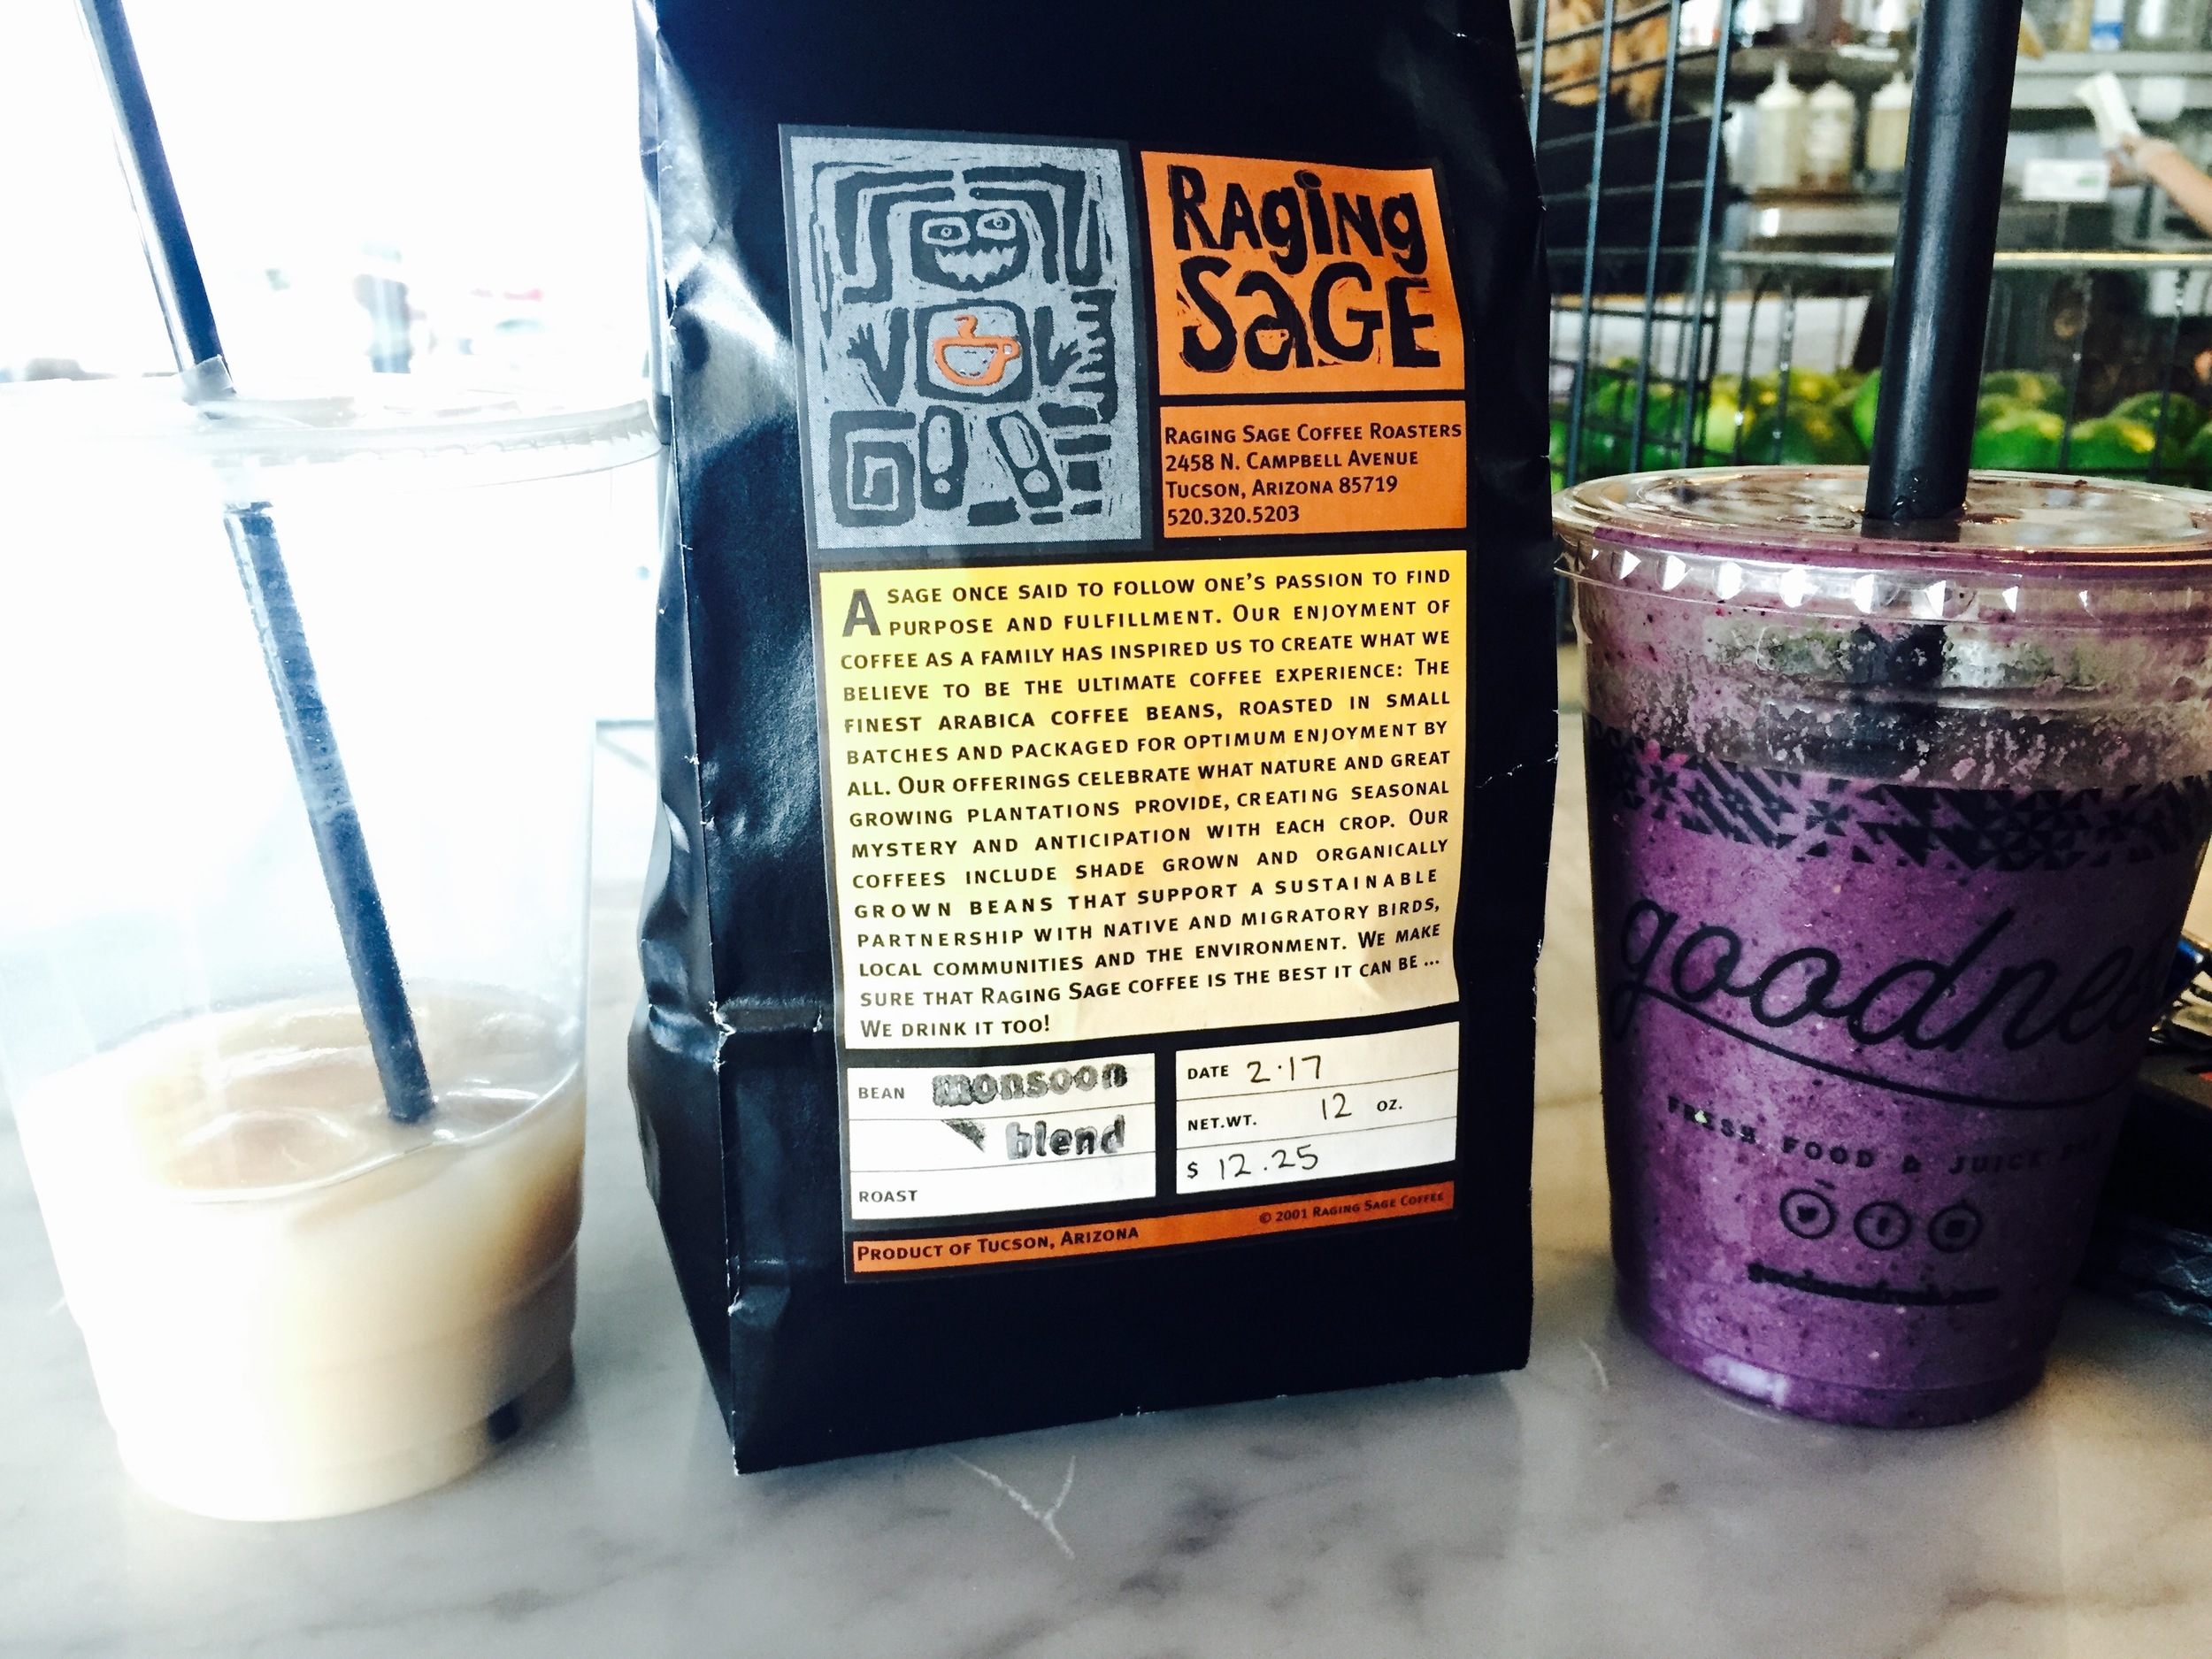 RAgiNg
SaGE
RAGING SAGE COFFEE ROASTERS
2458 N. CAMPBELL AVENUE
TUCSON, ARIZONA 85719
520.320.5203
A SAGE ONCE SAID TO FOLLOW ONE'S PASSION TO FIND
PURPOSE AND FULFILLMENT. OUR ENJOYMENT OF
COFFEE AS A FAMILY HAS INSPIRED US TO CREATE WHAT WE
BELIEVE TO BE THE ULTIMATE COFFEE EXPERIENCE: THE
FINEST ARABICA COFFEE BEANS, ROASTED IN SMALL
BATCHES AND PACKAGED FOR OPTIMUM ENJOYMENT BY
ALL. OUR OFFERINGS CELEBRATE WHAT NATURE AND GREAT
GROWING PLANTATIONS PROVIDE, CREATING SEASONAL
MYSTERY AND ANTICIPATION WITH EACH CROP. OUR
COFFEES INCLUDE SHADE GROWN AND ORGANICALLY
GROWN BEANS THAT SUPPORT A SUSTAINABLE
PARTNERSHIP WITH NATIVE AND MIGRATORY BIRDS,
LOCAL COMMUNITIES AND THE ENVIRONMENT. WE MAKE
SURE THAT RAGING SAGE COFFEE IS THE BEST IT CAN BE ...
WE DRINK IT TOO!
BEAN monsoon
blend
ROAST
DATE 2.17
NET.WT. 12 OZ.
$ 12.25
PRODUCT OF TUCSON, ARIZONA
© 2001 RAGING SAGE COFFEE
FRESH FOOD & JUICE